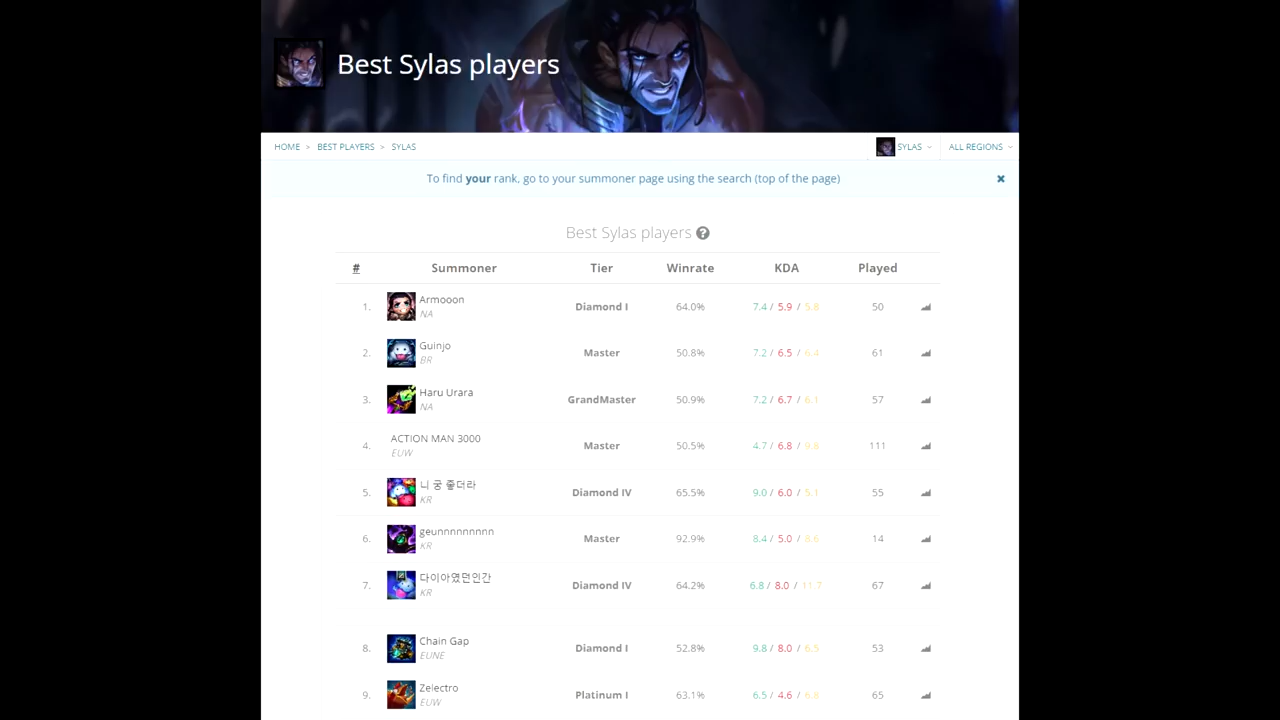 Best Sylas players
HOME > BEST PLAYERS > SYLAS
SYLAS
ALL REGIONS
To find your rank, go to your summoner page using the search (top of the page)
Best Sylas players
# Summoner Tier Winrate KDA Played
1. Armooon NA Diamond I 64.0% 7.4 / 5.9 / 5.8 50
2. Guinjo BR Master 50.8% 7.2 / 6.5 / 6.4 61
3. Haru Urara NA GrandMaster 50.9% 7.2 / 6.7 / 6.1 57
4. ACTION MAN 3000 EUW Master 50.5% 4.7 / 6.8 / 9.8 111
5. 니 궁 좋더라 KR Diamond IV 65.5% 9.0 / 6.0 / 5.1 55
6. geunnnnnnnnn KR Master 92.9% 8.4 / 5.0 / 8.6 14
7. 다이아였던인간 KR Diamond IV 64.2% 6.8 / 8.0 / 11.7 67
8. Chain Gap EUNE Diamond I 52.8% 9.8 / 8.0 / 6.5 53
9. Zelectro EUW Platinum I 63.1% 6.5 / 4.6 / 6.8 65